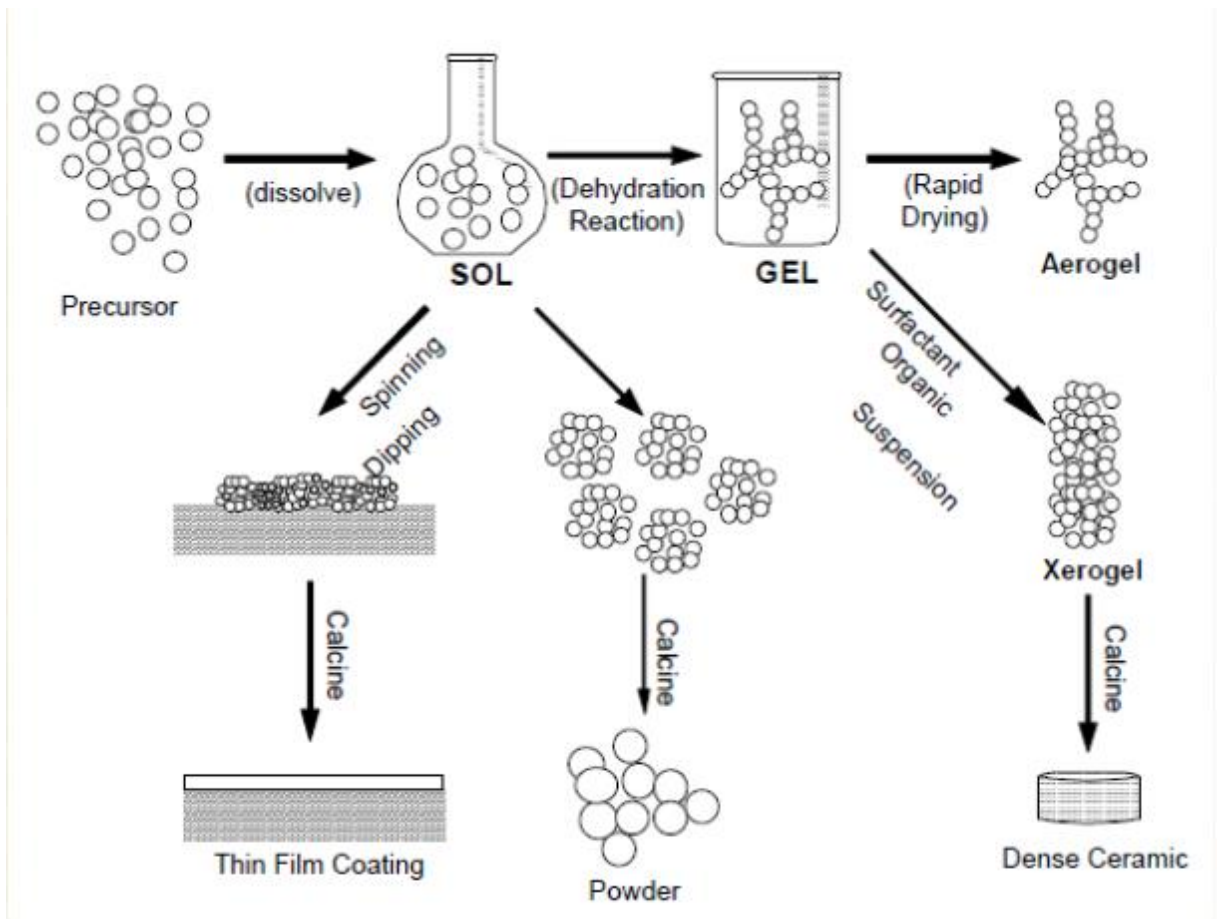 (dissolve)
(Dehydration
Reaction)
(Rapid
Drying)
Precursor
SOL
GEL
Aerogel
Spinning
Dipping
Surfactant
Organic
Suspension
Xerogel
Calcine
Calcine
Calcine
Thin Film Coating
Powder
Dense Ceramic